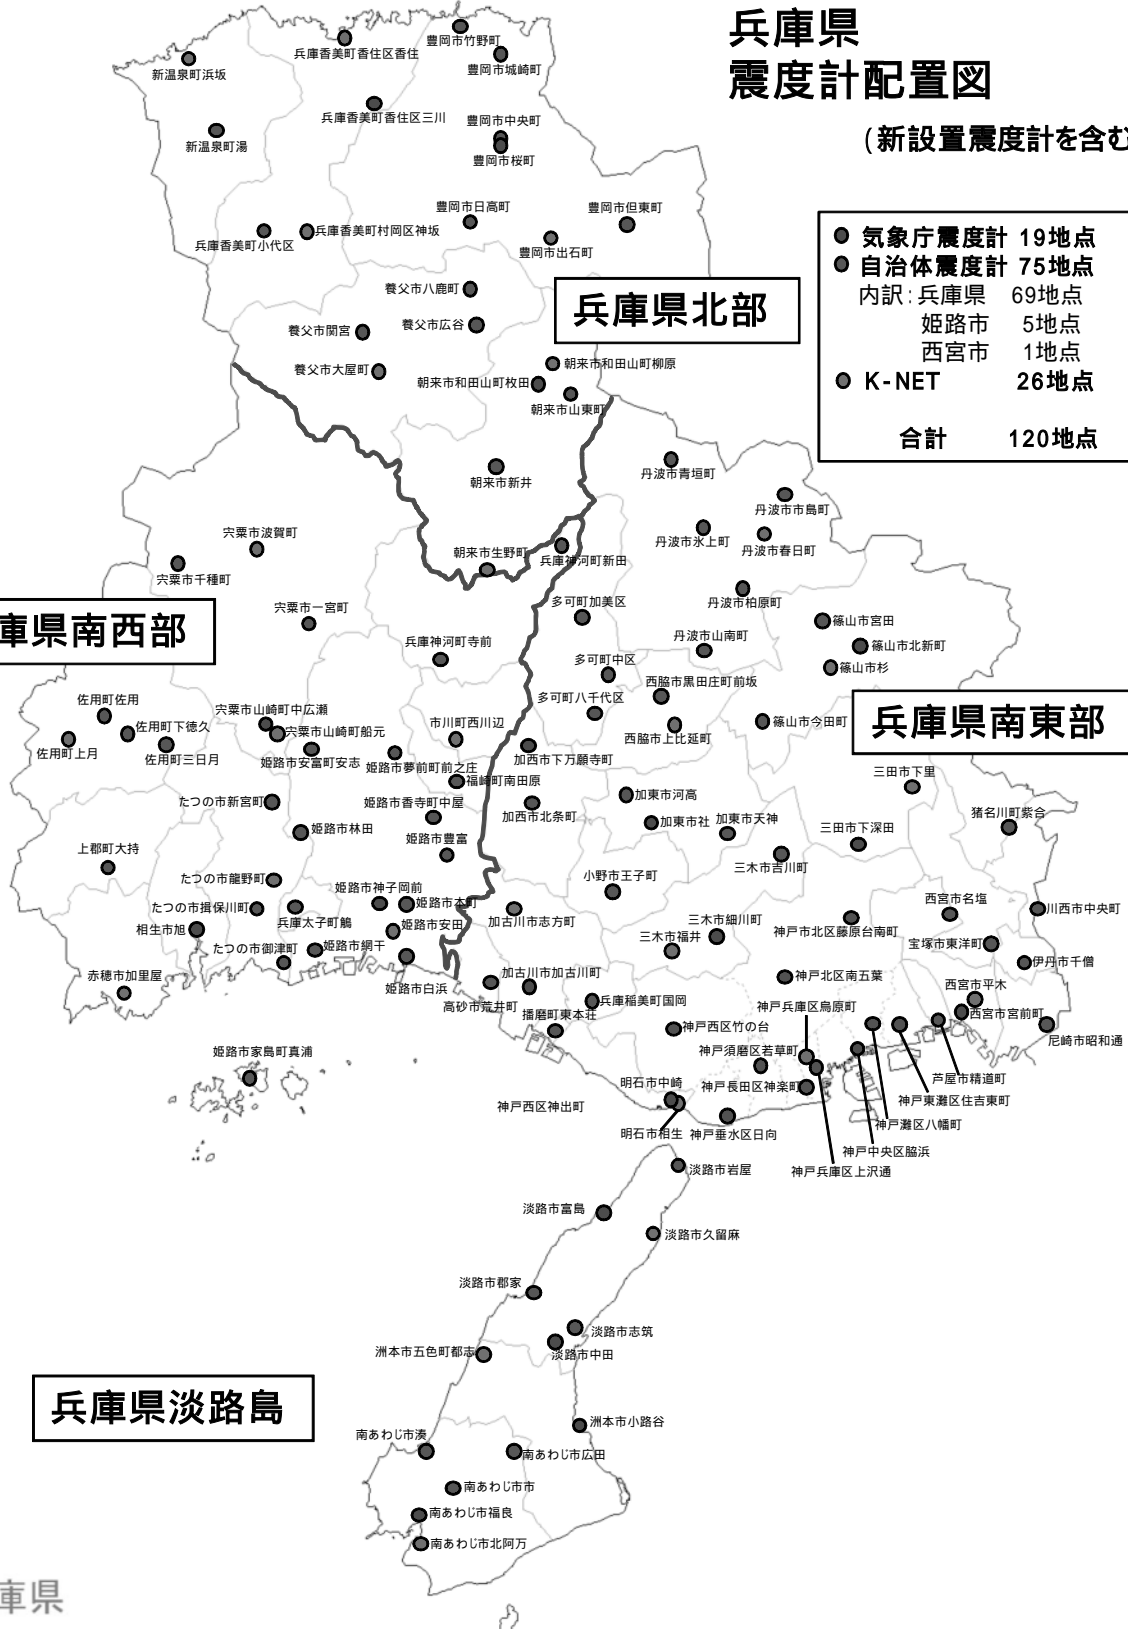 兵庫県
震度計配置図
(新設置震度計を含む
気象庁震度計 19地点
自治体震度計 75地点
内訳:兵庫県 69地点
姫路市 5地点
西宮市 1地点
K-NET 26地点
合計 120地点
兵庫県北部
庫県南西部
兵庫県南東部
兵庫県淡路島
兵庫香美町香住区香住
豊岡市竹野町
新温泉町浜坂
豊岡市城崎町
兵庫香美町香住区三川
豊岡市中央町
新温泉町湯
豊岡市桜町
豊岡市日高町
豊岡市但東町
兵庫香美町小代区
兵庫香美町村岡区神坂
豊岡市出石町
養父市八鹿町
養父市関宮
養父市広谷
養父市大屋町
朝来市和田山町柳原
朝来市和田山町枚田
朝来市山東町
朝来市新井
丹波市青垣町
丹波市市島町
宍粟市波賀町
丹波市氷上町
丹波市春日町
朝来市生野町
兵庫神河町新田
宍粟市千種町
多可町加美区
丹波市柏原町
宍粟市一宮町
篠山市宮田
兵庫神河町寺前
丹波市山南町
篠山市北新町
多可町中区
篠山市杉
西脇市黒田庄町前坂
佐用町佐用
多可町八千代区
宍粟市山崎町中広瀬
佐用町下徳久
宍粟市山崎町船元
市川町西川辺
篠山市今田町
佐用町上月
佐用町三日月
姫路市安富町安志
姫路市夢前町前之庄
加西市下万願寺町
西脇市上比延町
三田市下里
福崎町南田原
たつの市新宮町
姫路市香寺町中屋
加西市北条町
加東市河高
猪名川町紫合
姫路市林田
加東市社
加東市天神
三田市下深田
上郡町大持
姫路市豊富
三木市吉川町
たつの市龍野町
小野市王子町
姫路市神子岡前
姫路市本町
たつの市揖保川町
兵庫太子町鵤
加古川市志方町
三木市細川町
西宮市名塩
川西市中央町
相生市旭
姫路市安田
三木市福井
神戸市北区藤原台南町
宝塚市東洋町
たつの市御津町
姫路市網干
伊丹市千僧
赤穂市加里屋
姫路市白浜
加古川市加古川町
神戸北区南五葉
西宮市平木
高砂市荒井町
兵庫稲美町国岡
神戸兵庫区烏原町
西宮市宮前町
播磨町東本荘
神戸西区竹の台
尼崎市昭和通
姫路市家島町真浦
神戸須磨区若草町
芦屋市精道町
明石市中崎
神戸長田区神楽町
神戸東灘区住吉東町
神戸西区神出町
神戸灘区八幡町
明石市相生
神戸垂水区日向
神戸中央区脇浜
神戸兵庫区上沢通
淡路市岩屋
淡路市富島
淡路市久留麻
淡路市郡家
淡路市志筑
洲本市五色町都志
淡路市中田
洲本市小路谷
南あわじ市湊
南あわじ市広田
南あわじ市市
南あわじ市福良
南あわじ市北阿万
庫県